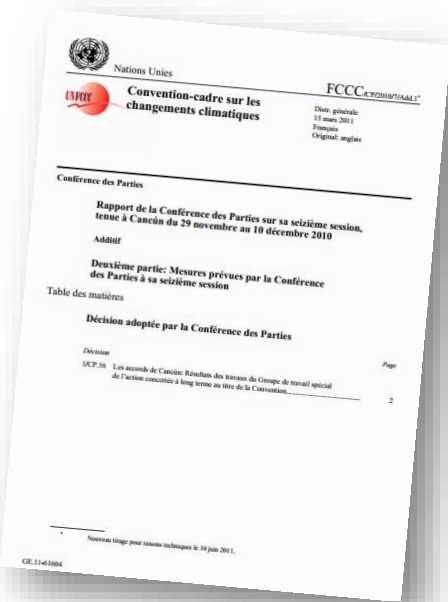 Nations Unies
FCCC/CP/2010/7/Add.1*
UNFCCC
Convention-cadre sur les
changements climatiques
Distr. générale
15 mars 2011
Français
Original: anglais
Conférence des Parties
Rapport de la Conférence des Parties sur sa seizième session,
tenue à Cancún du 29 novembre au 10 décembre 2010
Additif
Deuxième partie: Mesures prévues par la Conférence
des Parties à sa seizième session
Table des matières
Décision adoptée par la Conférence des Parties
Décision
Page
1/CP.16 Les accords de Cancún: Résultats des travaux du Groupe de travail spécial
de l'action concertée à long terme au titre de la Convention 2
* Nouveau tirage pour raisons techniques le 10 juin 2011.
GE.11-61604